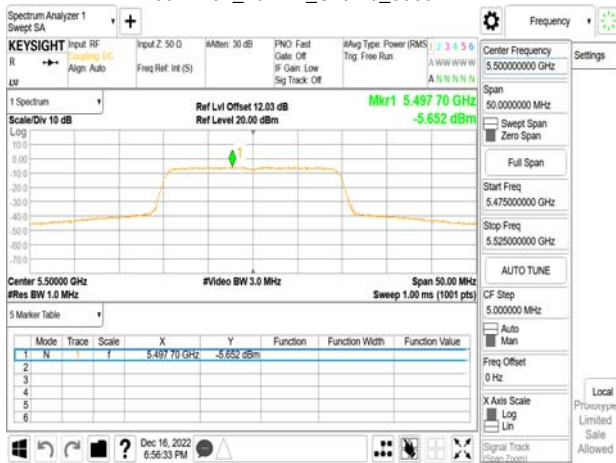 Spectrum Analyzer 1
Swept SA
Frequency
KEYSIGHT
Input: RF
Coupling: DC
Align: Auto
Input Z: 50 Ω
Freq Ref: Int (S)
#Atten: 30 dB
PNO: Fast
Gate: Off
IF Gain: Low
Sig Track: Off
#Avg Type: Power (RMS
Trig: Free Run
1 2 3 4 5 6
A W W W W W
A N N N N N
R
1 Spectrum
Scale/Div 10 dB
Ref Lvl Offset 12.03 dB
Ref Level 20.00 dBm
Mkr1 5.497 70 GHz
-5.652 dBm
Log
10.0
0.00
-10.0
-20.0
-30.0
-40.0
-50.0
-60.0
-70.0
1
Center 5.50000 GHz
#Res BW 1.0 MHz
#Video BW 3.0 MHz
Span 50.00 MHz
Sweep 1.00 ms (1001 pts)
5 Marker Table
Mode Trace Scale X Y Function Function Width Function Value
1 N 1 f 5.497 70 GHz -5.652 dBm
2
3
4
5
6
Dec 16, 2022
6:56:33 PM
Center Frequency
5.500000000 GHz
Settings
Span
50.0000000 MHz
Swept Span
Zero Span
Full Span
Start Freq
5.475000000 GHz
Stop Freq
5.525000000 GHz
AUTO TUNE
CF Step
5.000000 MHz
Auto
Man
Freq Offset
0 Hz
X Axis Scale
Log
Lin
Signal Track
(Span Zoom)
Local
Prototype
Limited
Sale
Allowed